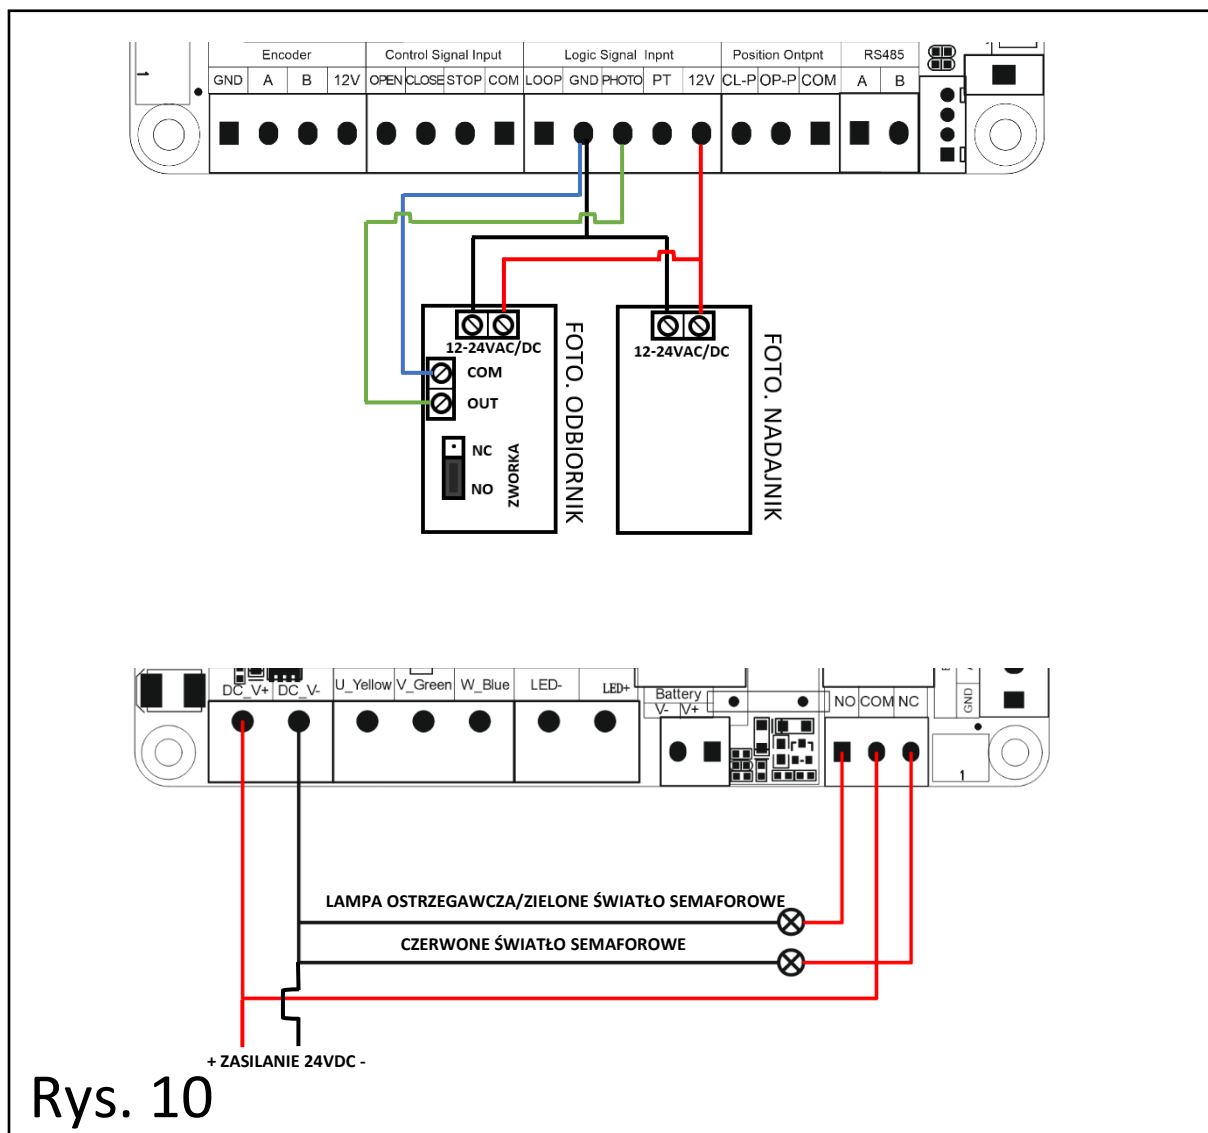 Encoder Control Signal Input Logic Signal Inpnt Position Ontpnt RS485
GND A B 12V OPEN CLOSE STOP COM LOOP GND PHOTO PT 12V CL-P OP-P COM A B
1
12-24VAC/DC
COM
OUT
NC
NO
ZWORKA
FOTO. ODBIORNIK
12-24VAC/DC
FOTO. NADAJNIK
DC_V+ DC_V- U_Yellow V_Green W_Blue LED- LED+
Battery
V- V+
NO COM NC
GND
1
LAMPA OSTRZEGAWCZA/ZIELONE ŚWIATŁO SEMAFOROWE
CZERWONE ŚWIATŁO SEMAFOROWE
+ ZASILANIE 24VDC -
Rys. 10